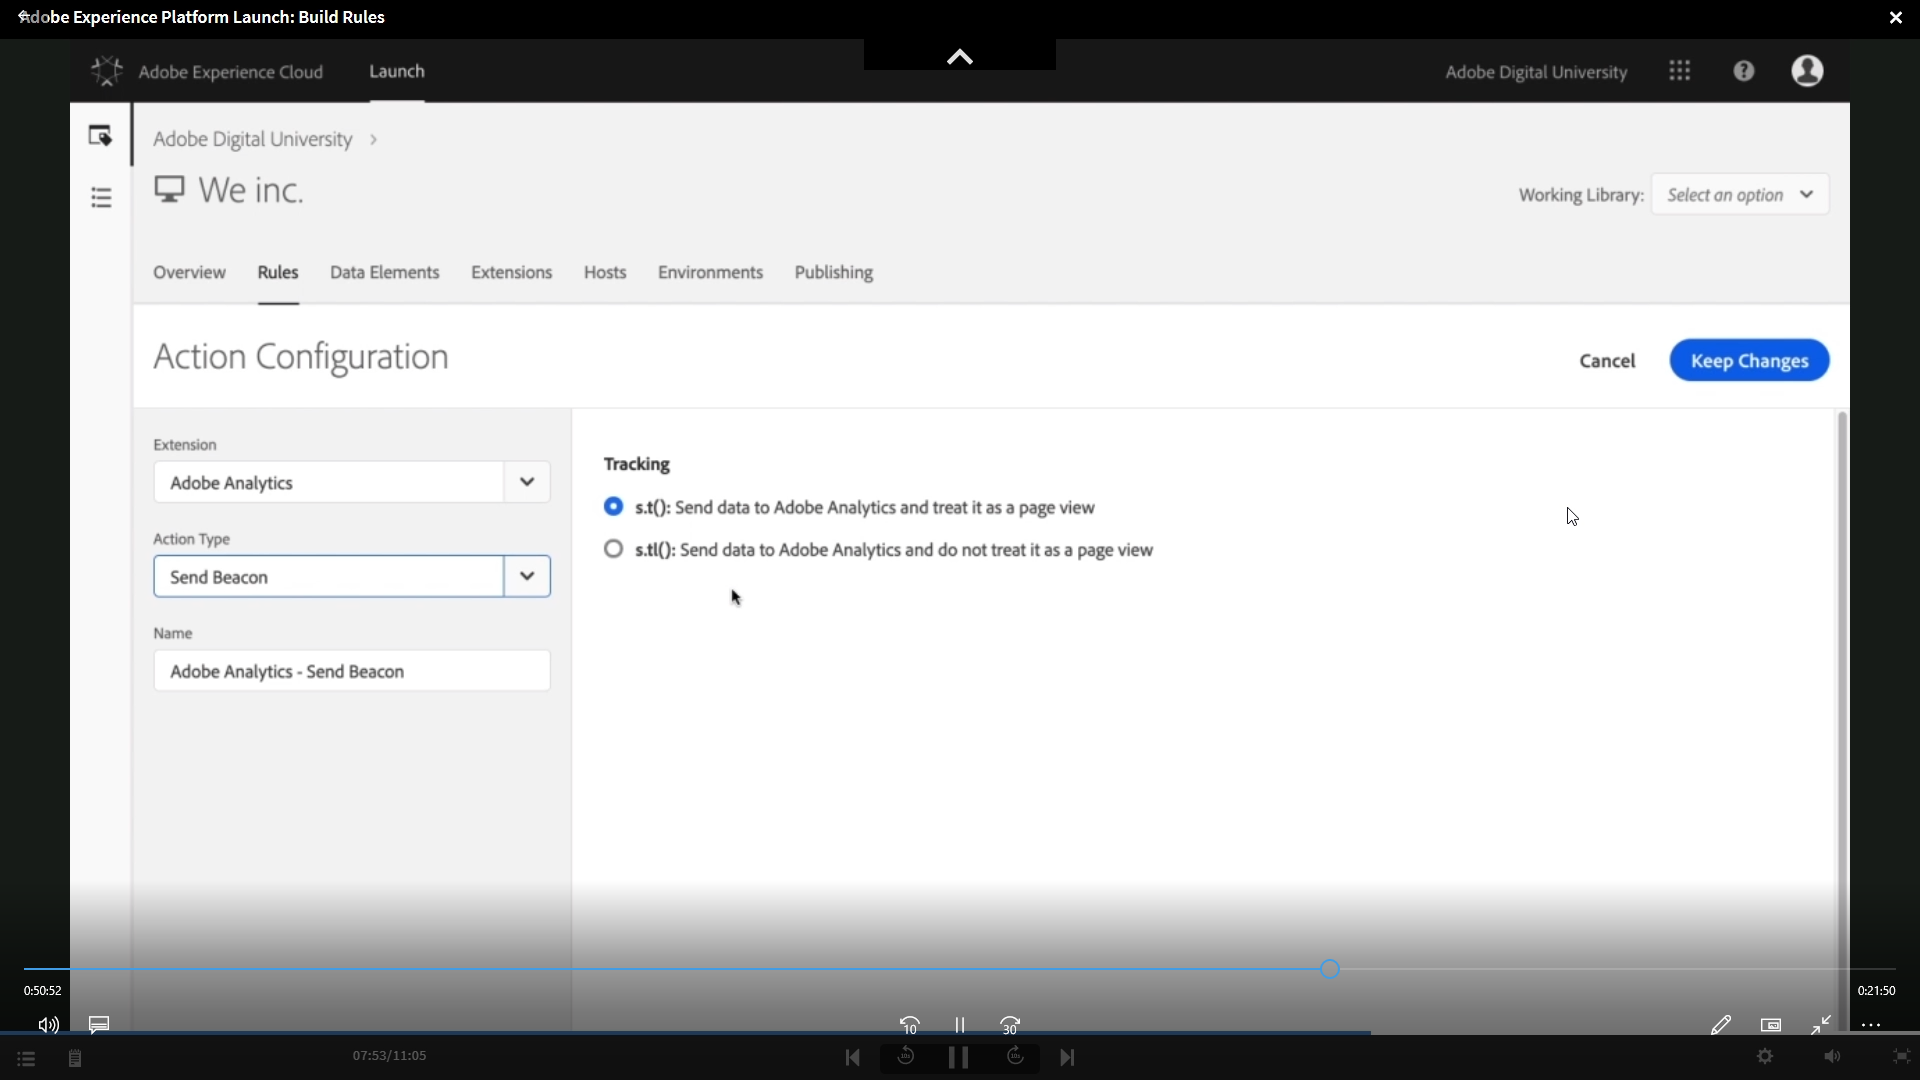 Adobe Experience Platform Launch: Build Rules
Adobe Experience Cloud
Launch
Adobe Digital University
Adobe Digital University >
We inc.
Working Library:
Select an option
Overview
Rules
Data Elements
Extensions
Hosts
Environments
Publishing
Action Configuration
Cancel
Keep Changes
Extension
Adobe Analytics
Action Type
Send Beacon
Name
Adobe Analytics - Send Beacon
Tracking
s.t(): Send data to Adobe Analytics and treat it as a page view
s.tl(): Send data to Adobe Analytics and do not treat it as a page view
0:50:52
0:21:50
10
30
07:53/11:05
10s
10s